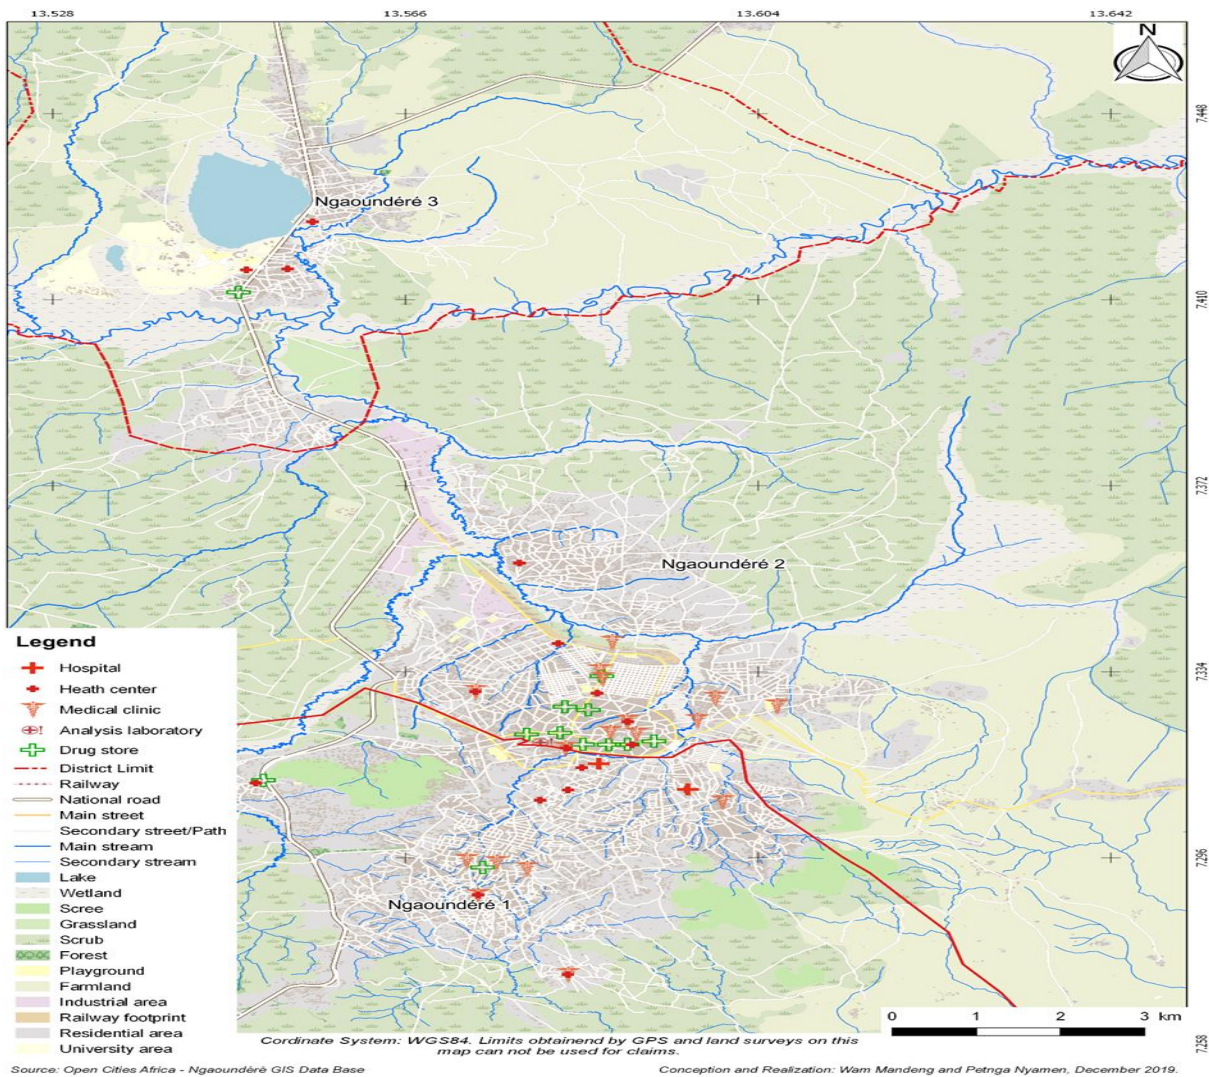 13.528 13.566 13.604 13.642
N
7.448
Ngaoundéré 3
7.410
7.372
Ngaoundéré 2
7.334
7.296
Ngaoundéré 1
7.258
Legend
Hospital
Heath center
Medical clinic
Analysis laboratory
Drug store
District Limit
Railway
National road
Main street
Secondary street/Path
Main stream
Secondary stream
Lake
Wetland
Scree
Grassland
Scrub
Forest
Playground
Farmland
Industrial area
Railway footprint
Residential area
University area
0 1 2 3 km
Cordinate System: WGS84. Limits obtainend by GPS and land surveys on this
map can not be used for claims.
Source: Open Cities Africa - Ngaoundéré GIS Data Base
Conception and Realization: Wam Mandeng and Petnga Nyamen, December 2019.